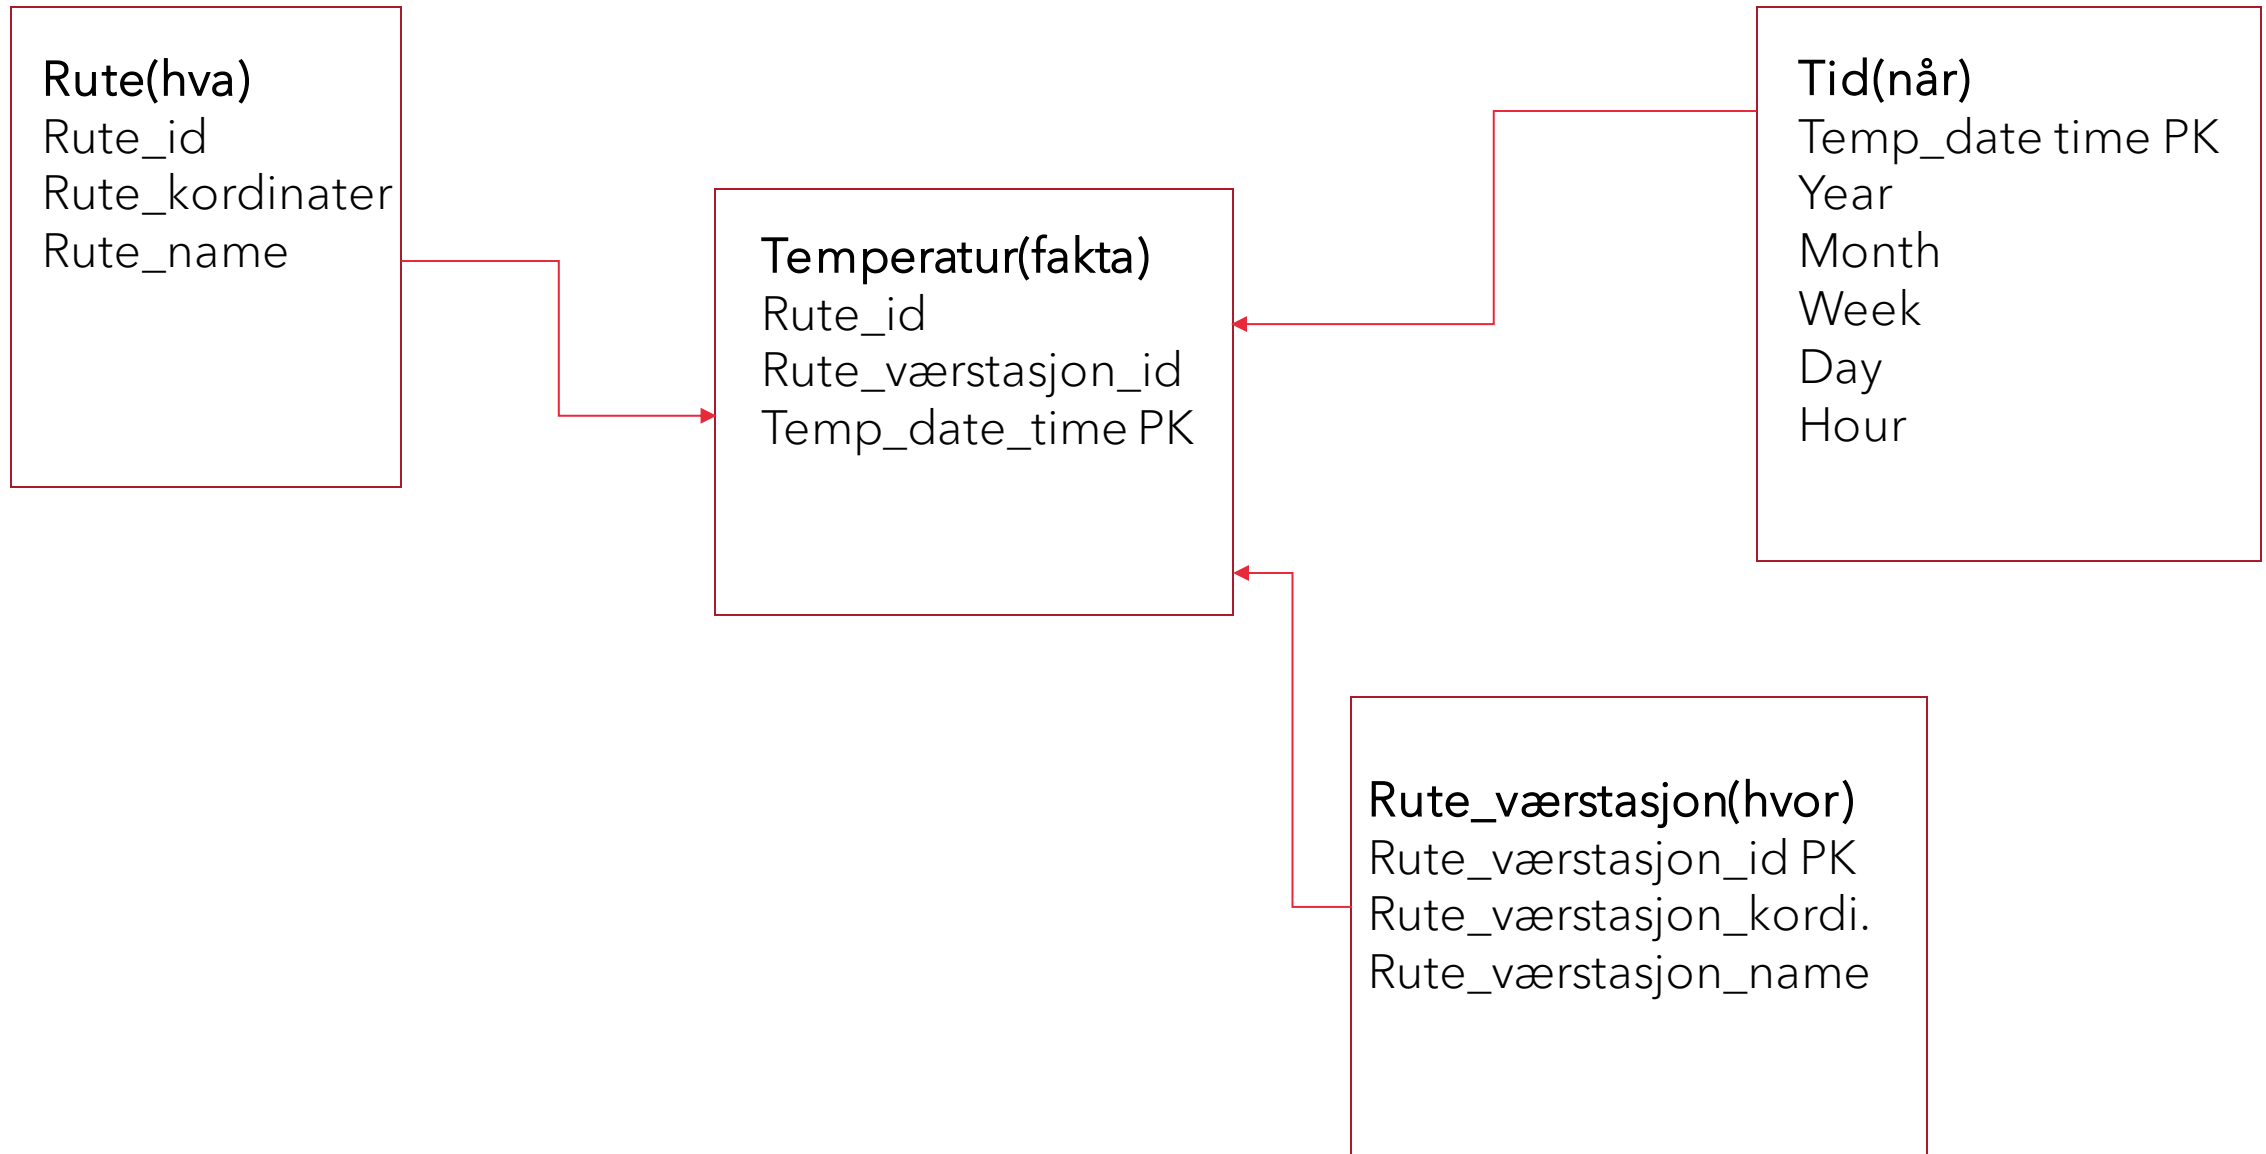 Rute(hva)
Rute_id
Rute_kordinater
Rute_name
Temperatur(fakta)
Rute_id
Rute_værstasjon_id
Temp_date_time PK
Tid(når)
Temp_date time PK
Year
Month
Week
Day
Hour
Rute_værstasjon(hvor)
Rute_værstasjon_id PK
Rute_værstasjon_kordi.
Rute_værstasjon_name